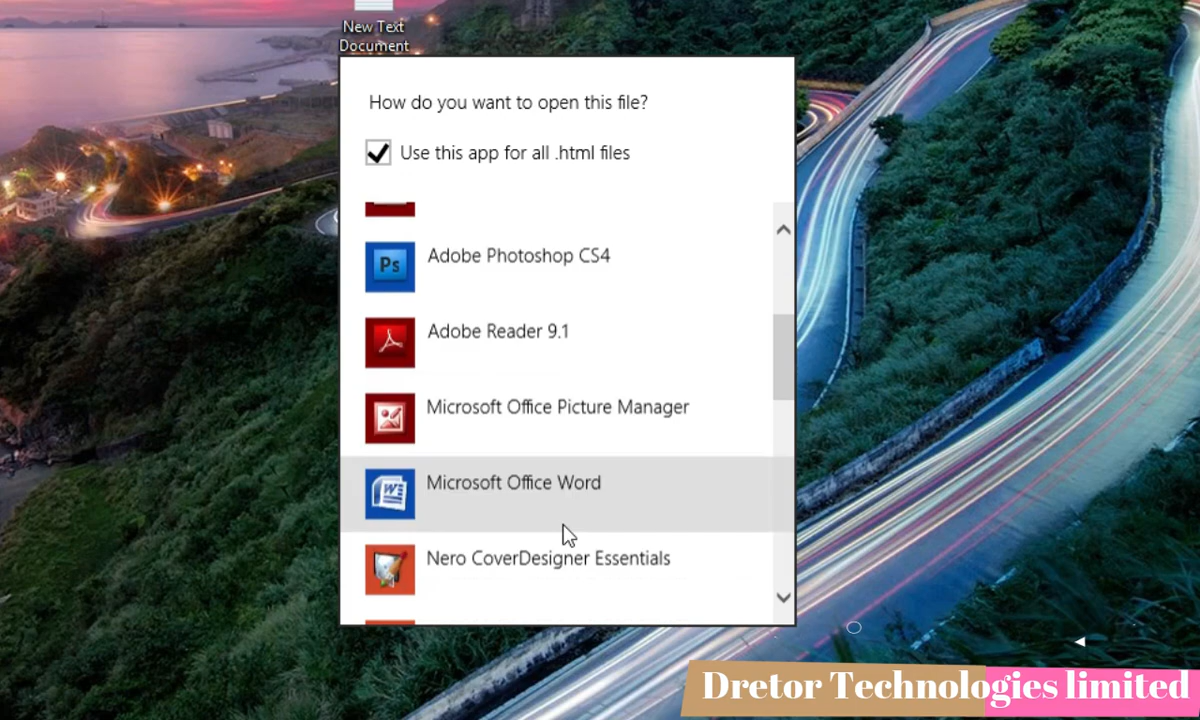 New Text
Document
How do you want to open this file?
Use this app for all .html files
Ps
Adobe Photoshop CS4
Adobe Reader 9.1
Microsoft Office Picture Manager
W
Microsoft Office Word
Nero CoverDesigner Essentials
Dretor Technologies limited